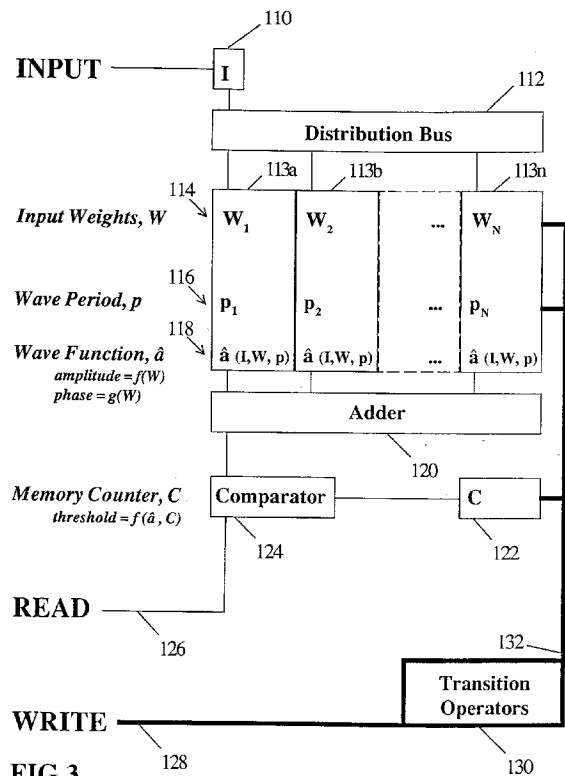 110
INPUT
I
112
Distribution Bus
113a 113b 113n
114
Input Weights, W
W1 W2 ... WN
116
Wave Period, p
p1 p2 ... pN
118
Wave Function, â
â (I,W, p) â (I,W, p) ... â (I,W, p)
amplitude = f(W)
phase = g(W)
Adder
120
Memory Counter, C
Comparator C
threshold = f(â , C)
124 122
READ
126
132
Transition
Operators
WRITE
128 130
FIG 3